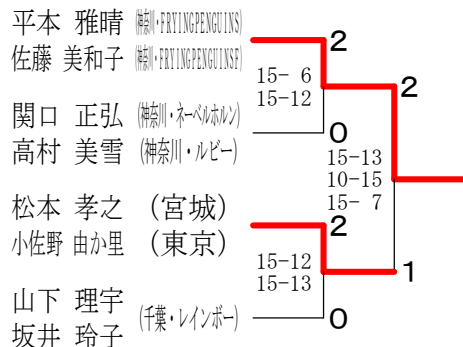 平本 雅晴 (神奈川・FRYINGPENGUINS)
佐藤 美和子 (神奈川・FRYINGPENGUINSF)
2
15- 6
15-12
2
関口 正弘 (神奈川・ネーベルホルン)
高村 美雪 (神奈川・ルビー)
0
15-13
10-15
15- 7
松本 孝之 (宮城)
小佐野 由か里 (東京)
2
15-12
15-13
1
山下 理宇
坂井 玲子
(千葉・レインボー)
0